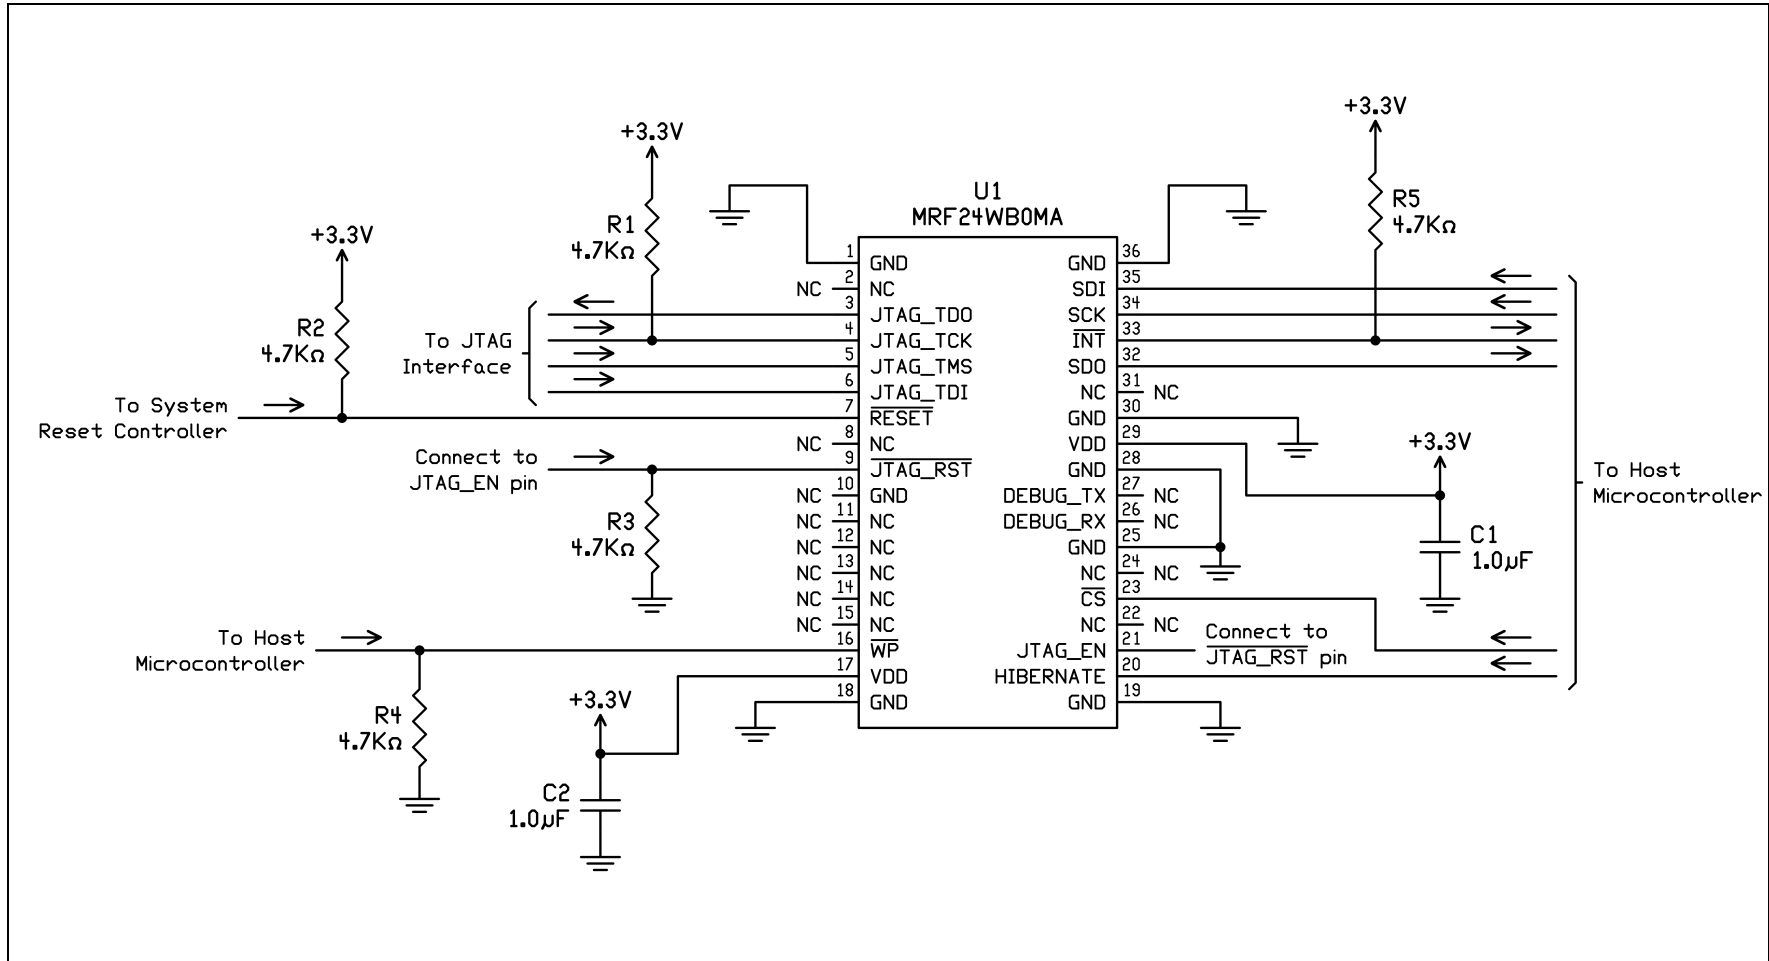 +3.3V
+3.3V
U1
MRF24WB0MA
R5
4.7KΩ
R1
4.7KΩ
+3.3V
R2
4.7KΩ
1 GND GND 36
NC 2 NC SDI 35
3 JTAG_TDO SCK 34
4 JTAG_TCK INT 33
5 JTAG_TMS SDO 32
6 JTAG_TDI NC 31 NC
7 RESET GND 30
NC 8 NC VDD 29
9 JTAG_RST GND 28
NC 10 GND DEBUG_TX 27 NC
NC 11 NC DEBUG_RX 26 NC
NC 12 NC GND 25
NC 13 NC NC 24 NC
NC 14 NC CS 23
NC 15 NC NC 22 NC
16 WP JTAG_EN 21
17 VDD HIBERNATE 20
18 GND GND 19
To JTAG
Interface
To System
Reset Controller
Connect to
JTAG_EN pin
R3
4.7KΩ
To Host
Microcontroller
R4
4.7KΩ
+3.3V
C2
1.0µF
+3.3V
C1
1.0µF
To Host
Microcontroller
Connect to
JTAG_RST pin